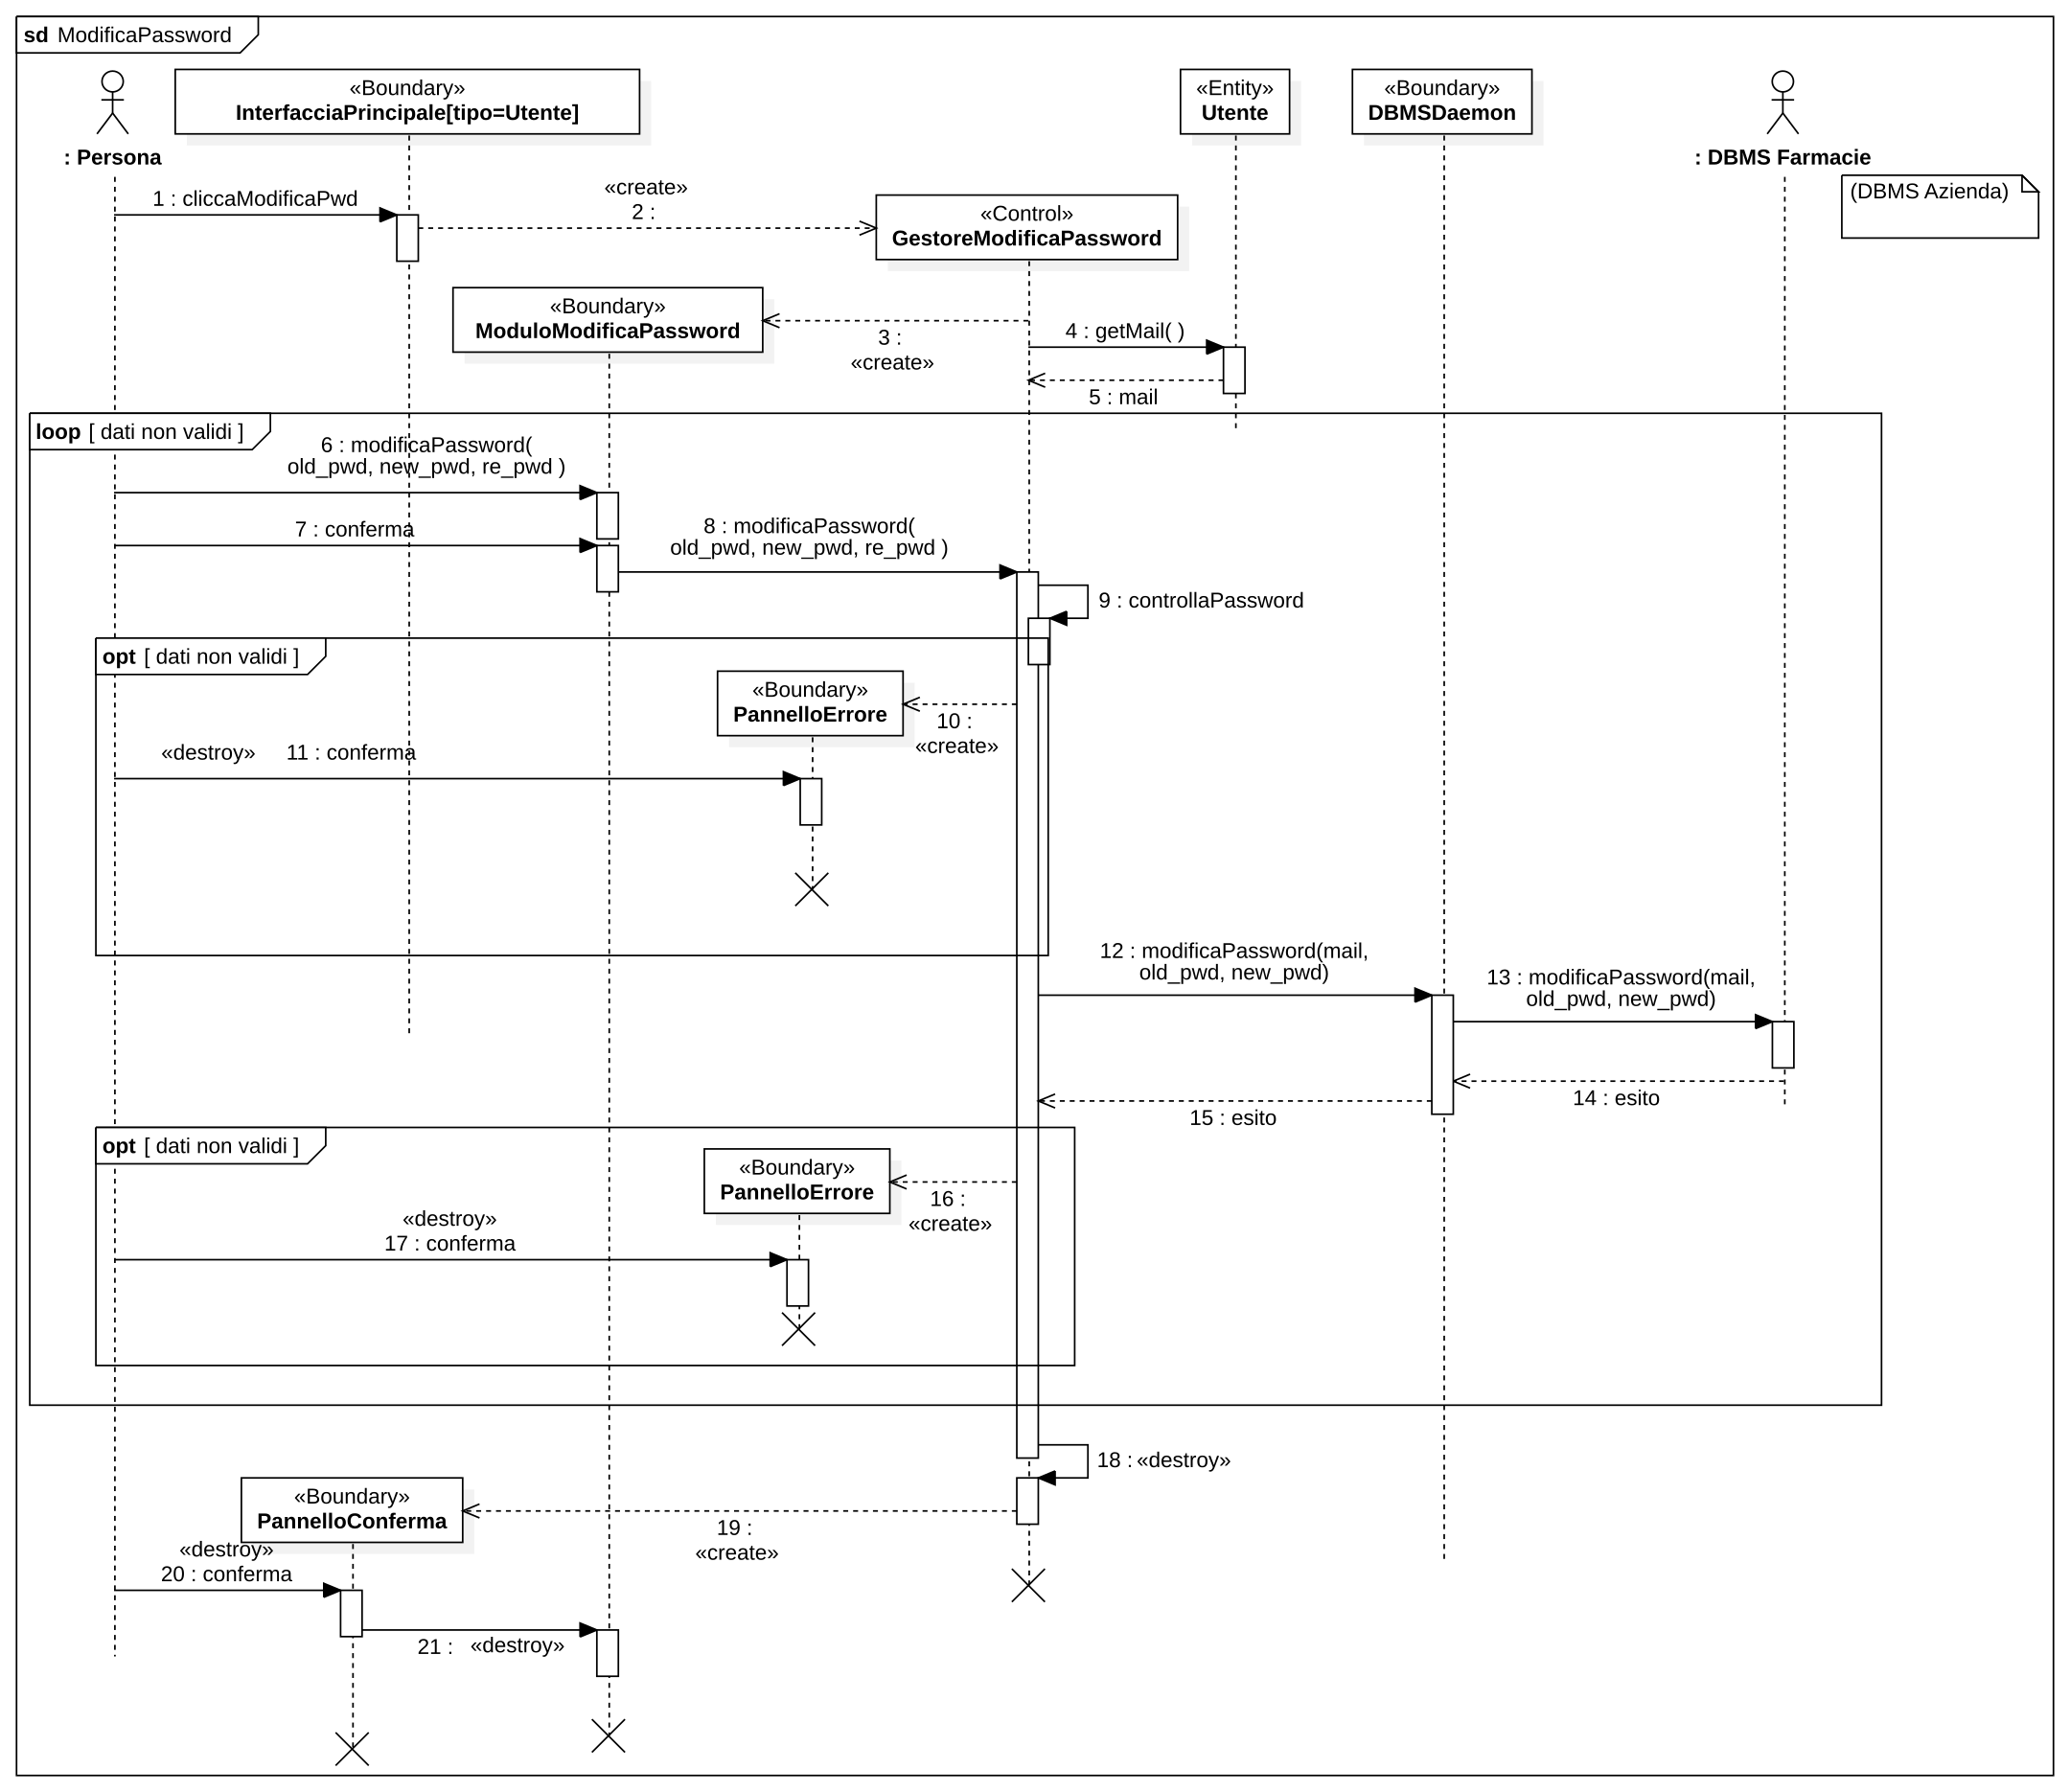 sd ModificaPassword
«Boundary»
InterfacciaPrincipale[tipo=Utente]
«Entity»
Utente
«Boundary»
DBMSDaemon
: Persona
: DBMS Farmacie
(DBMS Azienda)
1 : cliccaModificaPwd
«create»
2 :
«Control»
GestoreModificaPassword
«Boundary»
ModuloModificaPassword
3 :
«create»
4 : getMail( )
5 : mail
loop [ dati non validi ]
6 : modificaPassword(
old_pwd, new_pwd, re_pwd )
7 : conferma
8 : modificaPassword(
old_pwd, new_pwd, re_pwd )
9 : controllaPassword
opt [ dati non validi ]
«Boundary»
PannelloErrore
10 :
«create»
«destroy» 11 : conferma
12 : modificaPassword(mail,
old_pwd, new_pwd)
13 : modificaPassword(mail,
old_pwd, new_pwd)
14 : esito
15 : esito
opt [ dati non validi ]
«Boundary»
PannelloErrore
16 :
«create»
«destroy»
17 : conferma
18 : «destroy»
«Boundary»
PannelloConferma
19 :
«create»
«destroy»
20 : conferma
21 : «destroy»